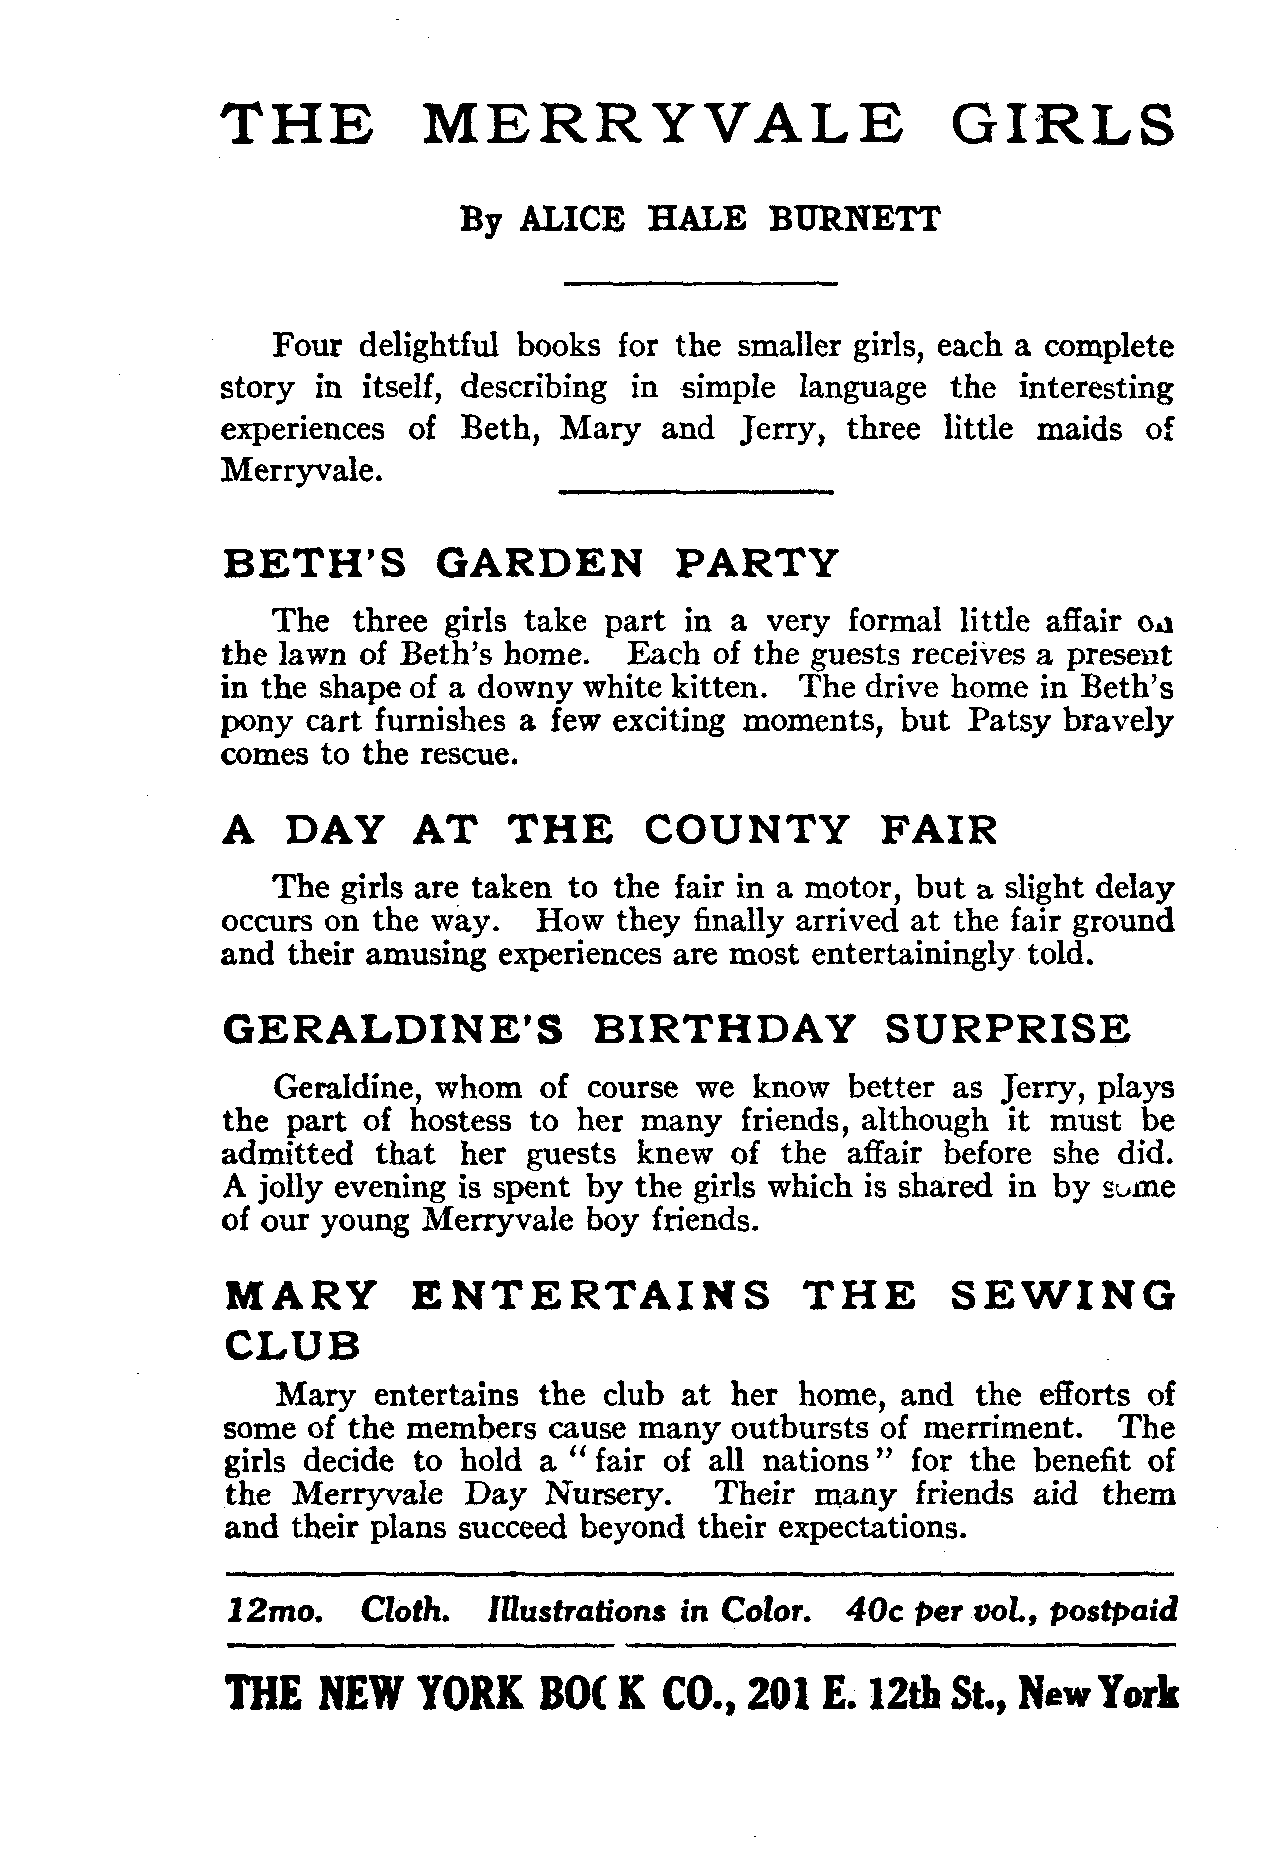 THE MERRYVALE GIRLS
By ALICE HALE BURNETT
Four delightful books for the smaller girls, each a complete
story in itself, describing in simple language the interesting
experiences of Beth, Mary and Jerry, three little maids of
Merryvale.
BETH'S GARDEN PARTY
The three girls take part in a very formal little affair on
the lawn of Beth's home. Each of the guests receives a present
in the shape of a downy white kitten. The drive home in Beth's
pony cart furnishes a few exciting moments, but Patsy bravely
comes to the rescue.
A DAY AT THE COUNTY FAIR
The girls are taken to the fair in a motor, but a slight delay
occurs on the way. How they finally arrived at the fair ground
and their amusing experiences are most entertainingly told.
GERALDINE'S BIRTHDAY SURPRISE
Geraldine, whom of course we know better as Jerry, plays
the part of hostess to her many friends, although it must be
admitted that her guests knew of the affair before she did.
A jolly evening is spent by the girls which is shared in by some
of our young Merryvale boy friends.
MARY ENTERTAINS THE SEWING
CLUB
Mary entertains the club at her home, and the efforts of
some of the members cause many outbursts of merriment. The
girls decide to hold a "fair of all nations" for the benefit of
the Merryvale Day Nursery. Their many friends aid them
and their plans succeed beyond their expectations.
12mo. Cloth. Illustrations in Color. 40c per vol., postpaid
THE NEW YORK BOOK CO., 201 E. 12th St., New York